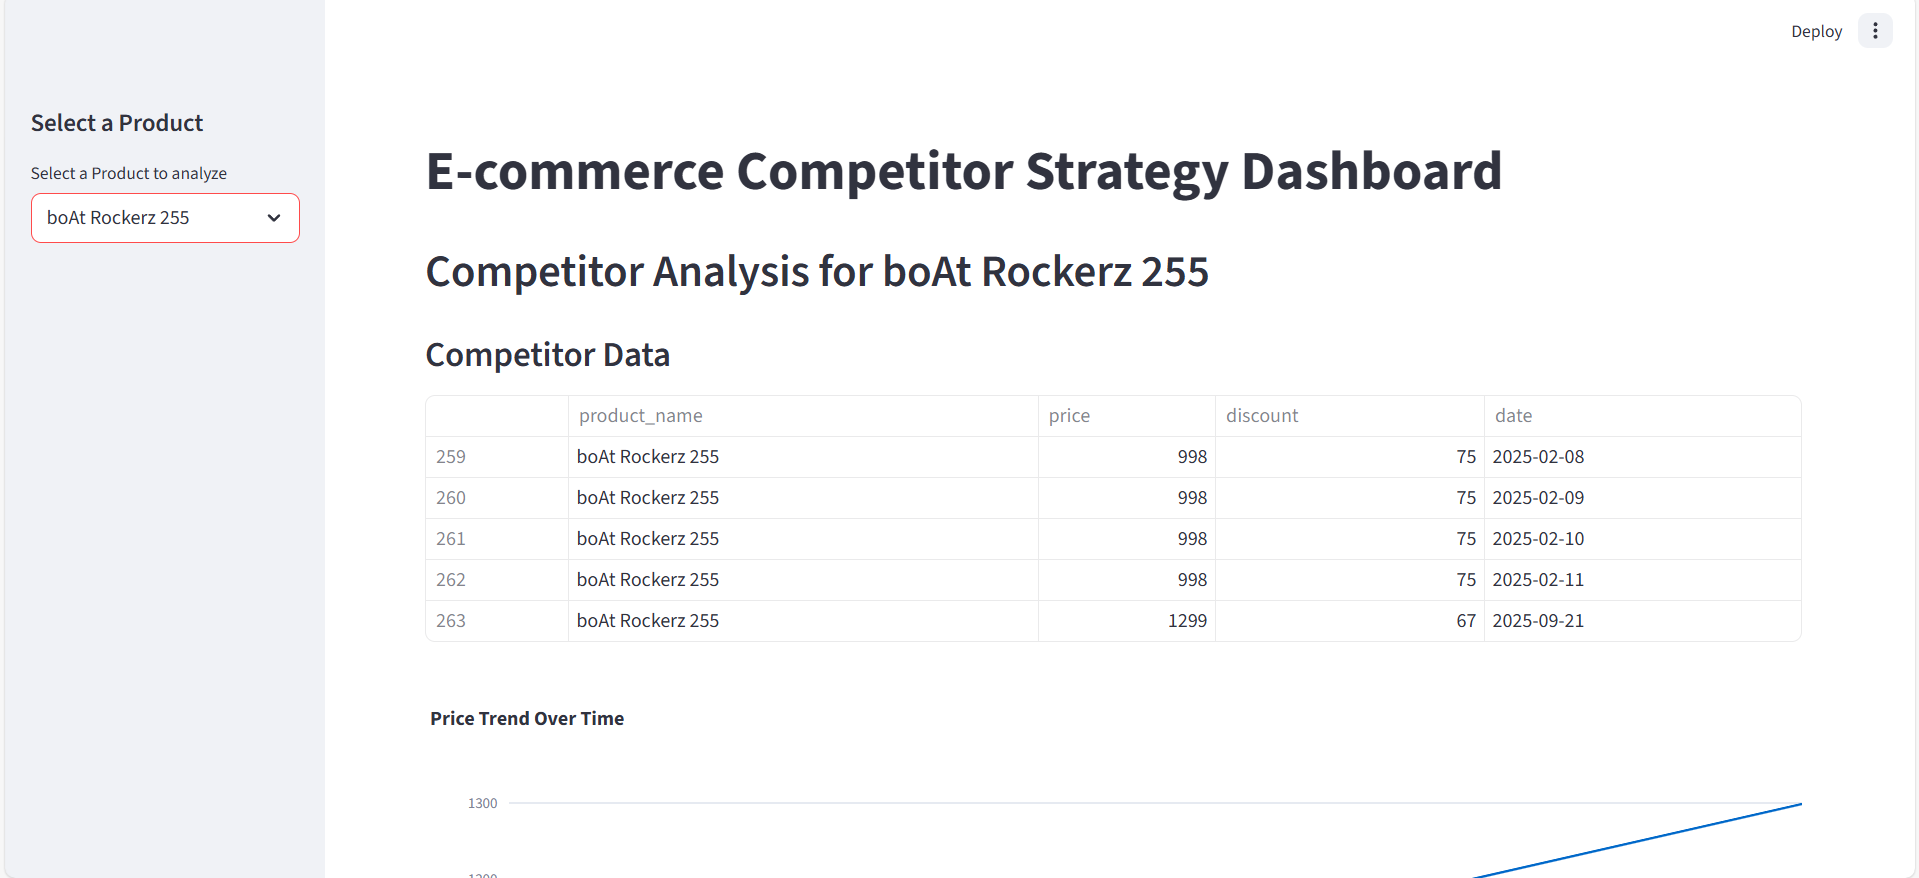 Deploy
Select a Product
Select a Product to analyze
boAt Rockerz 255
E-commerce Competitor Strategy Dashboard
Competitor Analysis for boAt Rockerz 255
Competitor Data
product_name price discount date
259 boAt Rockerz 255 998 75 2025-02-08
260 boAt Rockerz 255 998 75 2025-02-09
261 boAt Rockerz 255 998 75 2025-02-10
262 boAt Rockerz 255 998 75 2025-02-11
263 boAt Rockerz 255 1299 67 2025-09-21
Price Trend Over Time
1300